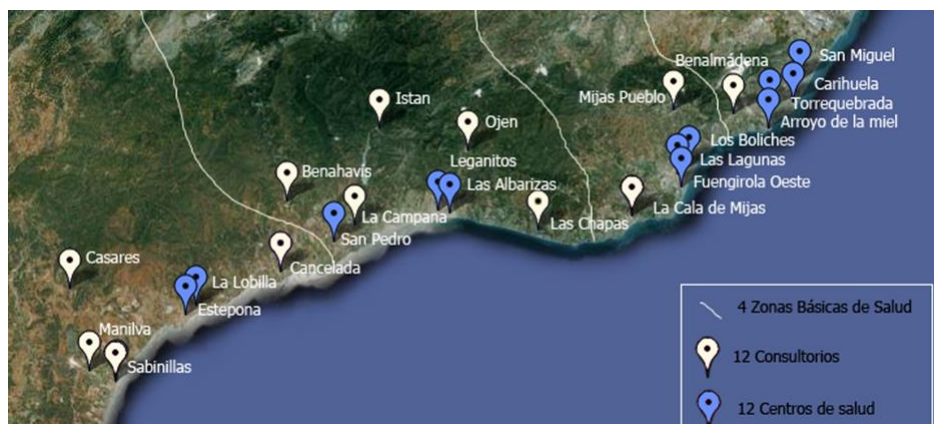 San Miguel
Benalmádena
Carihuela
Mijas Pueblo
Torrequebrada
Istan
Arroyo de la miel
Ojen
Los Boliches
Leganitos
Las Lagunas
Benahavís
Las Albarizas
Fuengirola Oeste
La Campana
La Cala de Mijas
Las Chapas
San Pedro
Casares
Cancelada
La Lobilla
Estepona
4 Zonas Básicas de Salud
Manilva
12 Consultorios
Sabinillas
12 Centros de salud